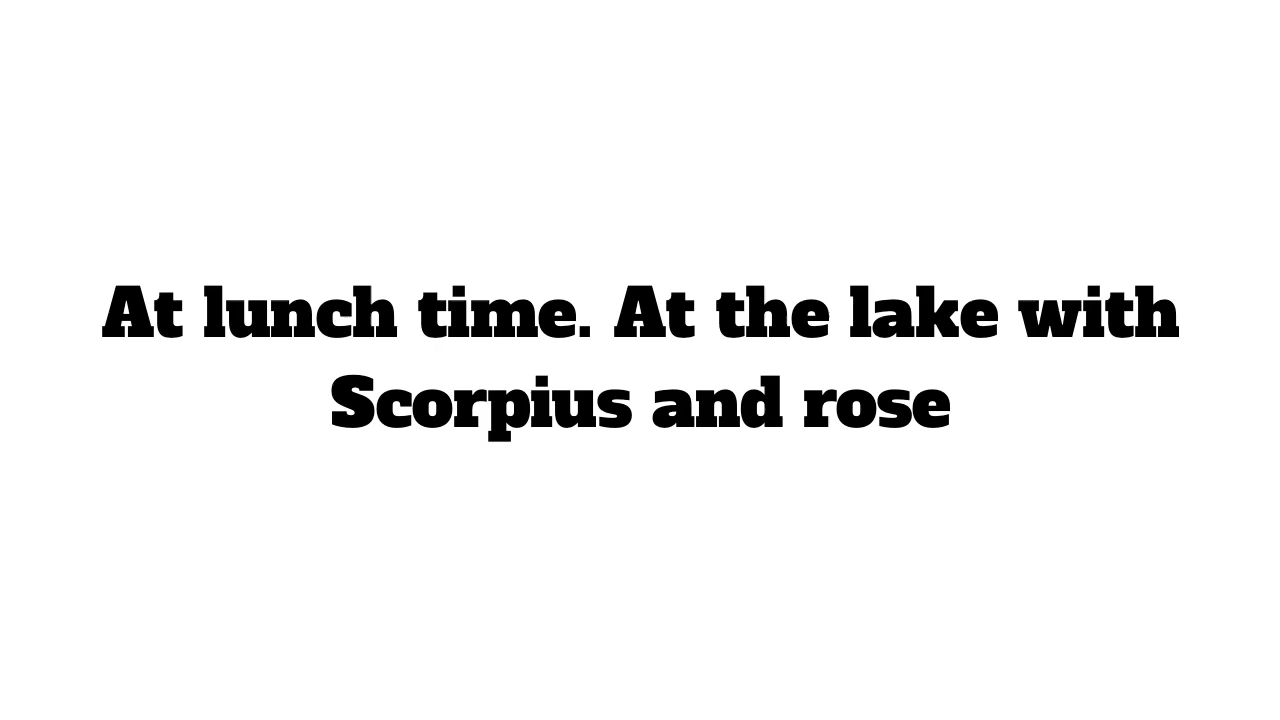 At lunch time. At the lake with
Scorpius and rose